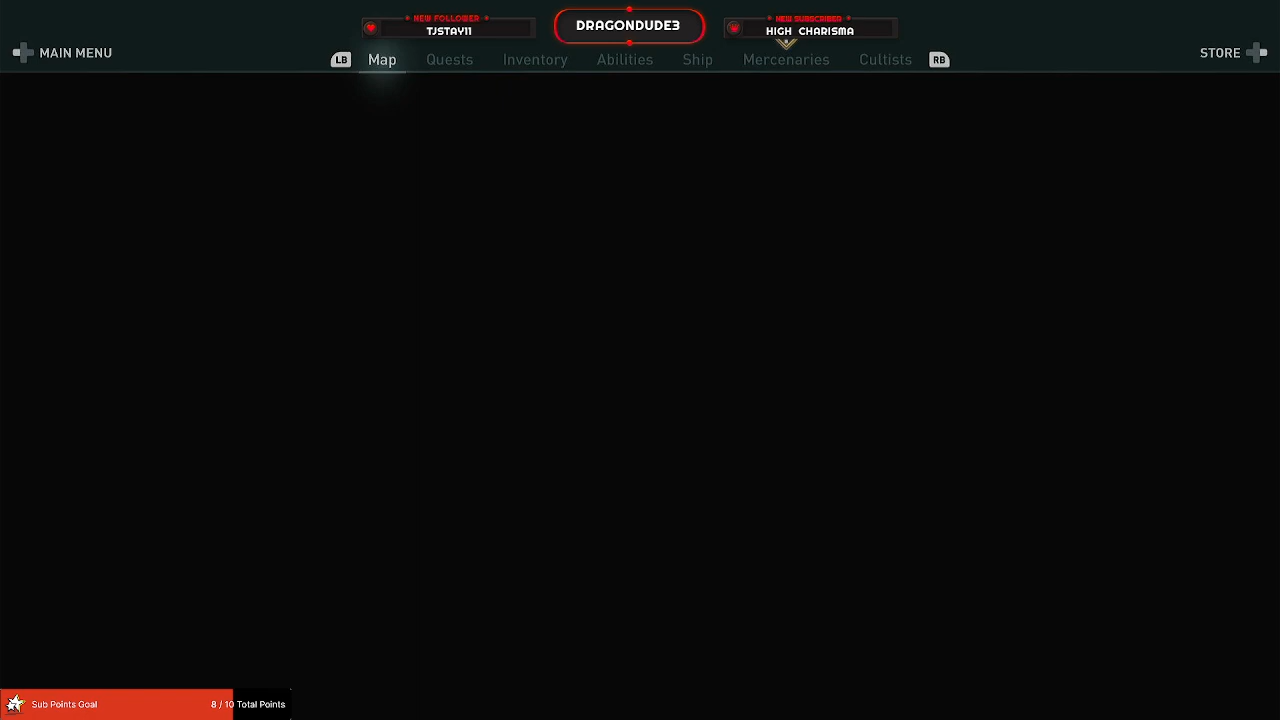 NEW FOLLOWER
TJSTAY11
DRAGONDUDE3
NEW SUBSCRIBER
HIGH CHARISMA
MAIN MENU
LB Map Quests Inventory Abilities Ship Mercenaries Cultists RB
STORE
Sub Points Goal 8 / 10 Total Points